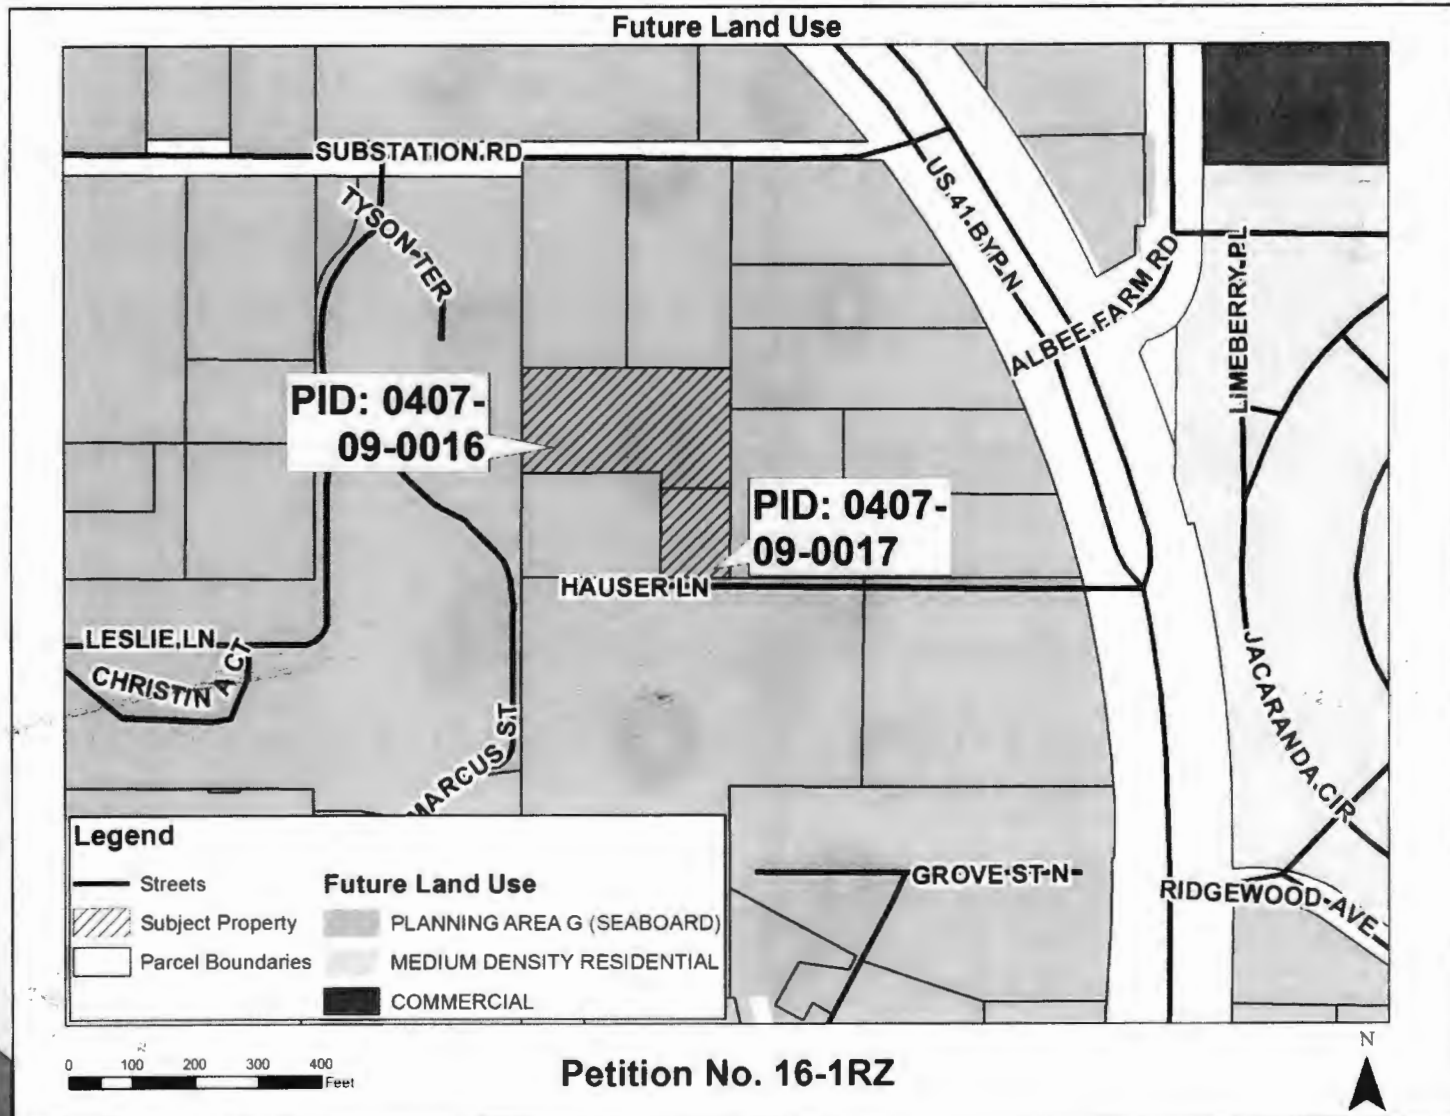 Future Land Use
SUBSTATION.RD
TYSON-TER
US.41.BYP.N
ALBEE.FARM RD
LIMEBERRY.PL
PID: 0407-
09-0016
PID: 0407-
09-0017
HAUSER-LN
LESLIE.LN
CHRISTIN A CT
MARCUS ST
JACARANDA.CIR
GROVE-ST-N
RIDGEWOOD-AVE
Legend
Streets
Subject Property
Parcel Boundaries
Future Land Use
PLANNING AREA G (SEABOARD)
MEDIUM DENSITY RESIDENTIAL
COMMERCIAL
0 100 200 300 400
Feet
Petition No. 16-1RZ
N